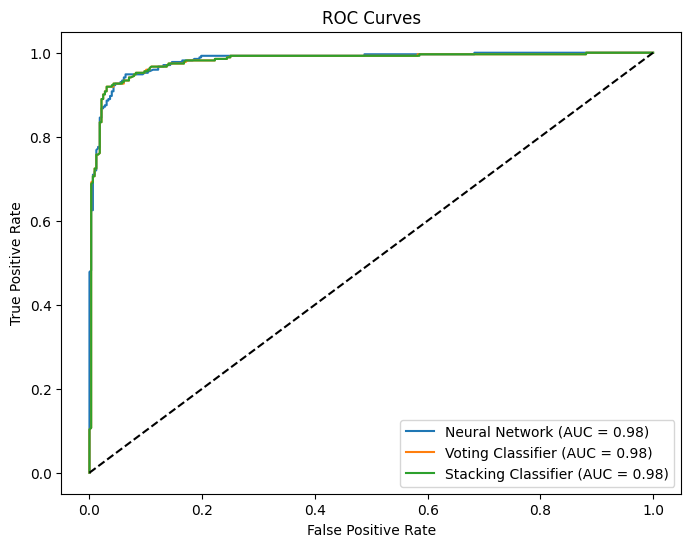 ROC Curves
True Positive Rate
1.0
0.8
0.6
0.4
0.2
0.0
Neural Network (AUC = 0.98)
Voting Classifier (AUC = 0.98)
Stacking Classifier (AUC = 0.98)
0.0 0.2 0.4 0.6 0.8 1.0
False Positive Rate